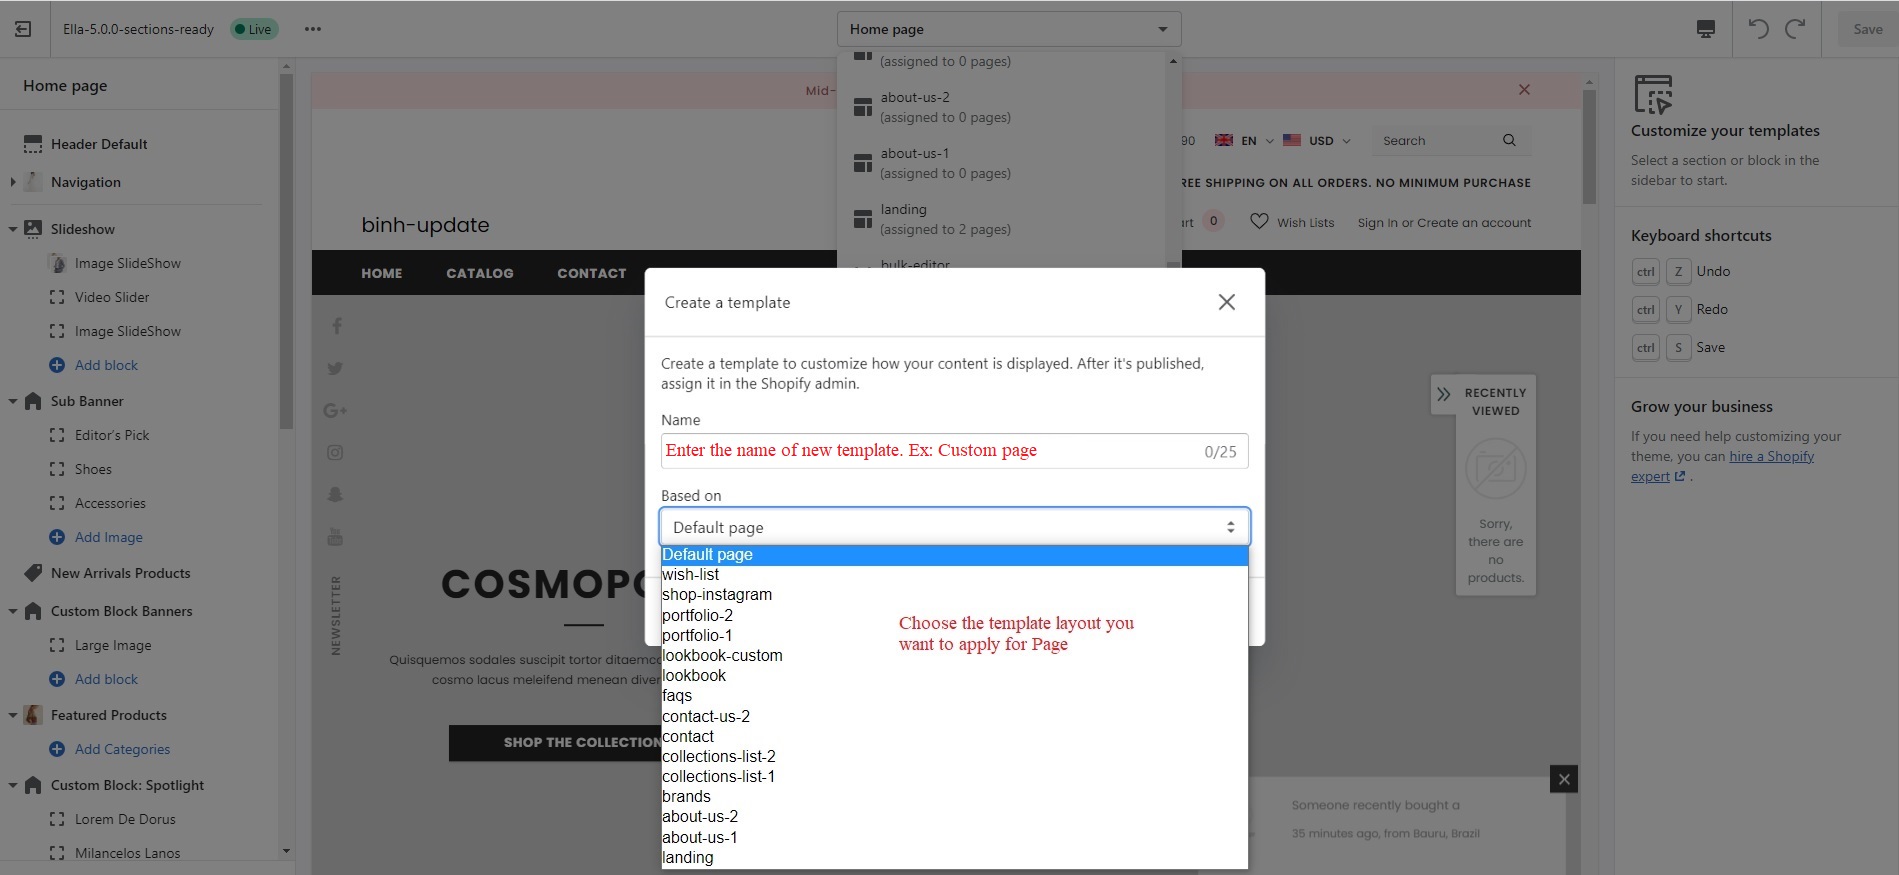 Ella-5.0.0-sections-ready
Live
Home page
Save
Home page
Header Default
Navigation
Slideshow
Image SlideShow
Video Slider
Image SlideShow
Add block
Sub Banner
Editor's Pick
Shoes
Accessories
Add Image
New Arrivals Products
Custom Block Banners
Large Image
Add block
Featured Products
Add Categories
Custom Block: Spotlight
Lorem De Dorus
Milancelos Lanos
(assigned to 0 pages)
about-us-2
(assigned to 0 pages)
about-us-1
(assigned to 0 pages)
landing
(assigned to 2 pages)
bulk-editor
Mid-
90
EN
USD
Search
REE SHIPPING ON ALL ORDERS. NO MINIMUM PURCHASE
binh-update
art
0
Wish Lists
Sign In or Create an account
HOME
CATALOG
CONTACT
NEWSLETTER
COSMOPO
Quisquemos sodales suscipit tortor ditaemc
cosmo lacus meleifend menean diver
SHOP THE COLLECTION
Create a template
Create a template to customize how your content is displayed. After it's published,
assign it in the Shopify admin.
Name
Enter the name of new template. Ex: Custom page
0/25
Based on
Default page
Default page
wish-list
shop-instagram
portfolio-2
portfolio-1
lookbook-custom
lookbook
faqs
contact-us-2
contact
collections-list-2
collections-list-1
brands
about-us-2
about-us-1
landing
Choose the template layout you
want to apply for Page
RECENTLY
VIEWED
Sorry,
there are
no
products.
Someone recently bought a
35 minutes ago, from Bauru, Brazil
Customize your templates
Select a section or block in the
sidebar to start.
Keyboard shortcuts
ctrl Z Undo
ctrl Y Redo
ctrl S Save
Grow your business
If you need help customizing your
theme, you can hire a Shopify
expert .